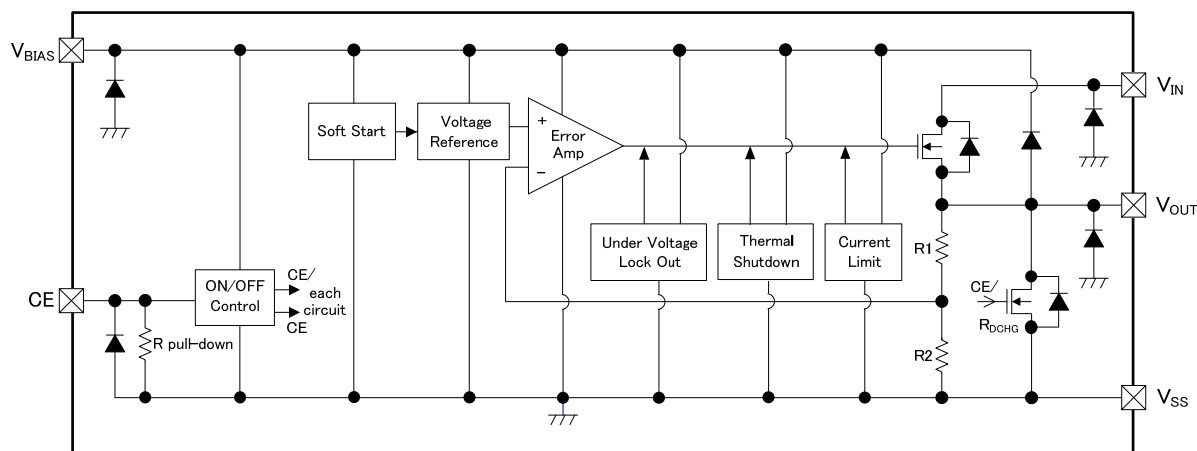 VBIAS
VIN
Soft Start
Voltage
Reference
+
Error
Amp
−
VOUT
Under Voltage
Lock Out
Thermal
Shutdown
Current
Limit
R1
CE
ON/OFF
Control
CE/
each
circuit
CE
CE/
RDCHG
R pull-down
R2
VSS